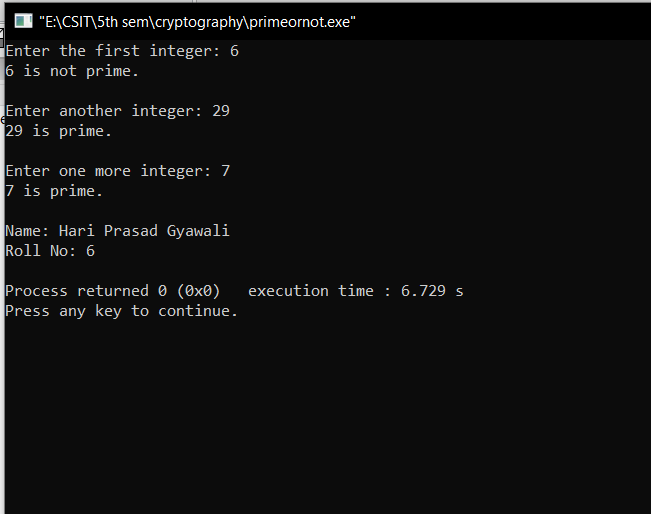 "E:\CSIT\5th sem\cryptography\primeornot.exe"
Enter the first integer: 6
6 is not prime.
Enter another integer: 29
29 is prime.
Enter one more integer: 7
7 is prime.
Name: Hari Prasad Gyawali
Roll No: 6
Process returned 0 (0x0)   execution time : 6.729 s
Press any key to continue.